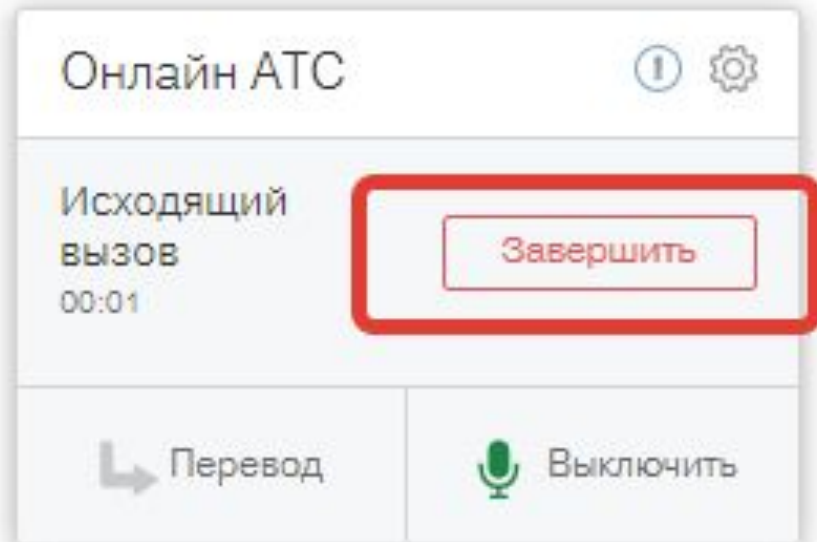 Онлайн АТС
Исходящий
вызов
00:01
Завершить
Перевод
Выключить